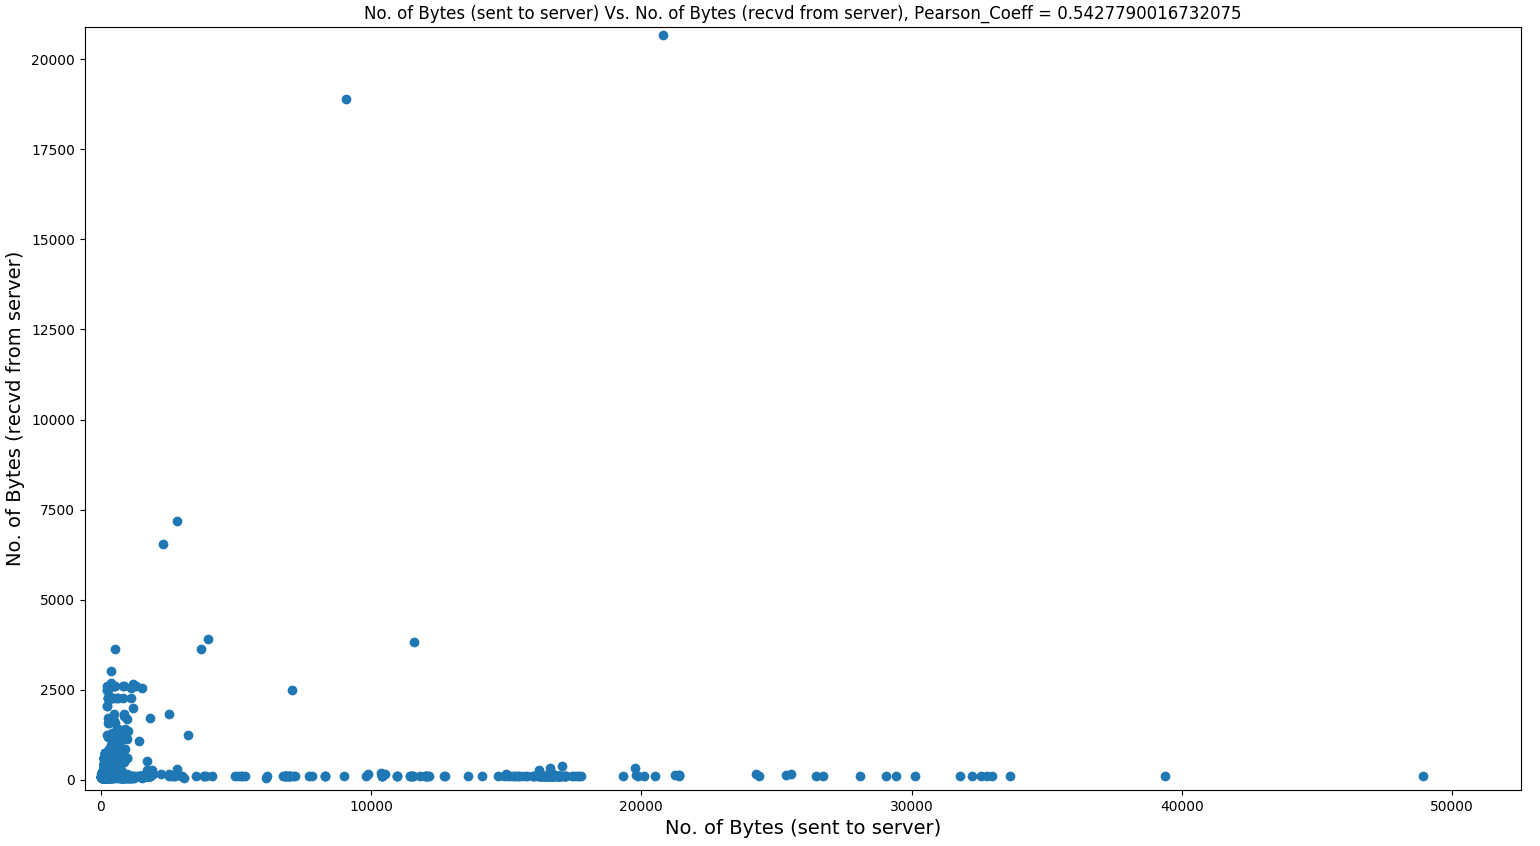 No. of Bytes (sent to server) Vs. No. of Bytes (recvd from server), Pearson_Coeff = 0.5427790016732075
No. of Bytes (recvd from server)
20000
17500
15000
12500
10000
7500
5000
2500
0
0 10000 20000 30000 40000 50000
No. of Bytes (sent to server)